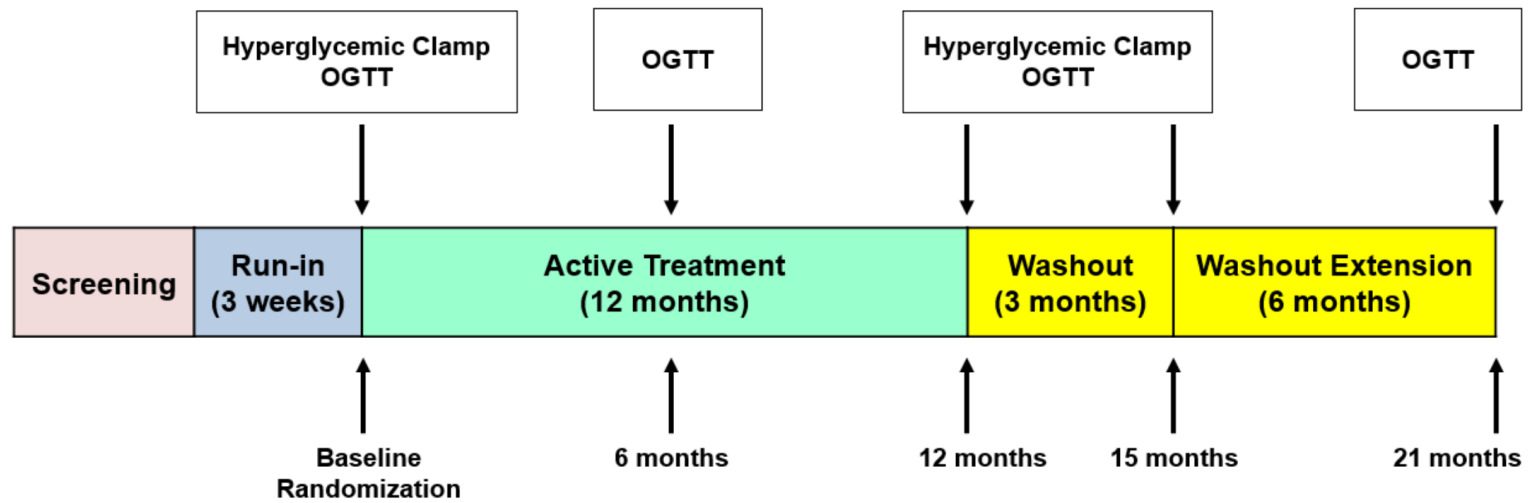 Hyperglycemic Clamp
OGTT
OGTT
Hyperglycemic Clamp
OGTT
OGTT
Screening
Run-in
(3 weeks)
Active Treatment
(12 months)
Washout
(3 months)
Washout Extension
(6 months)
Baseline
Randomization
6 months
12 months
15 months
21 months